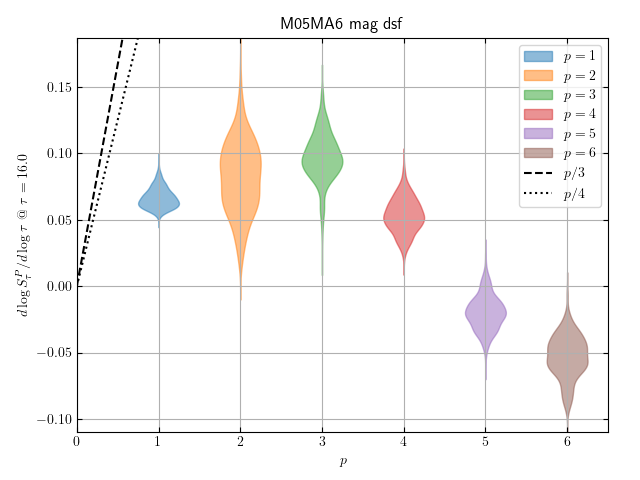 M05MA6 mag dsf
d log S_τ^P / d log τ @ τ = 16.0
0.15
0.10
0.05
0.00
−0.05
−0.10
0 1 2 3 4 5 6
p
p = 1
p = 2
p = 3
p = 4
p = 5
p = 6
p/3
p/4